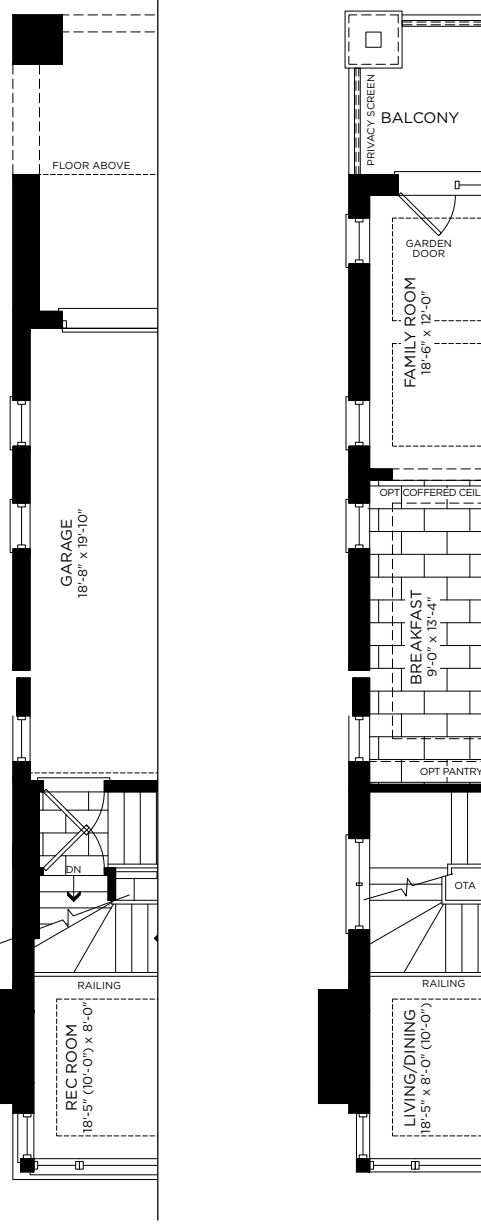 FLOOR ABOVE
GARAGE
18'-8" x 19'-10"
DN
RAILING
REC ROOM
18'-5" (10'-0") x 8'-0"
PRIVACY SCREEN
BALCONY
GARDEN
DOOR
FAMILY ROOM
18'-6" x 12'-0"
OPT COFFERED CEIL
BREAKFAST
9'-0" x 13'-4"
OPT PANTRY
OTA
RAILING
LIVING/DINING
18'-5" x 8'-0" (10'-0")